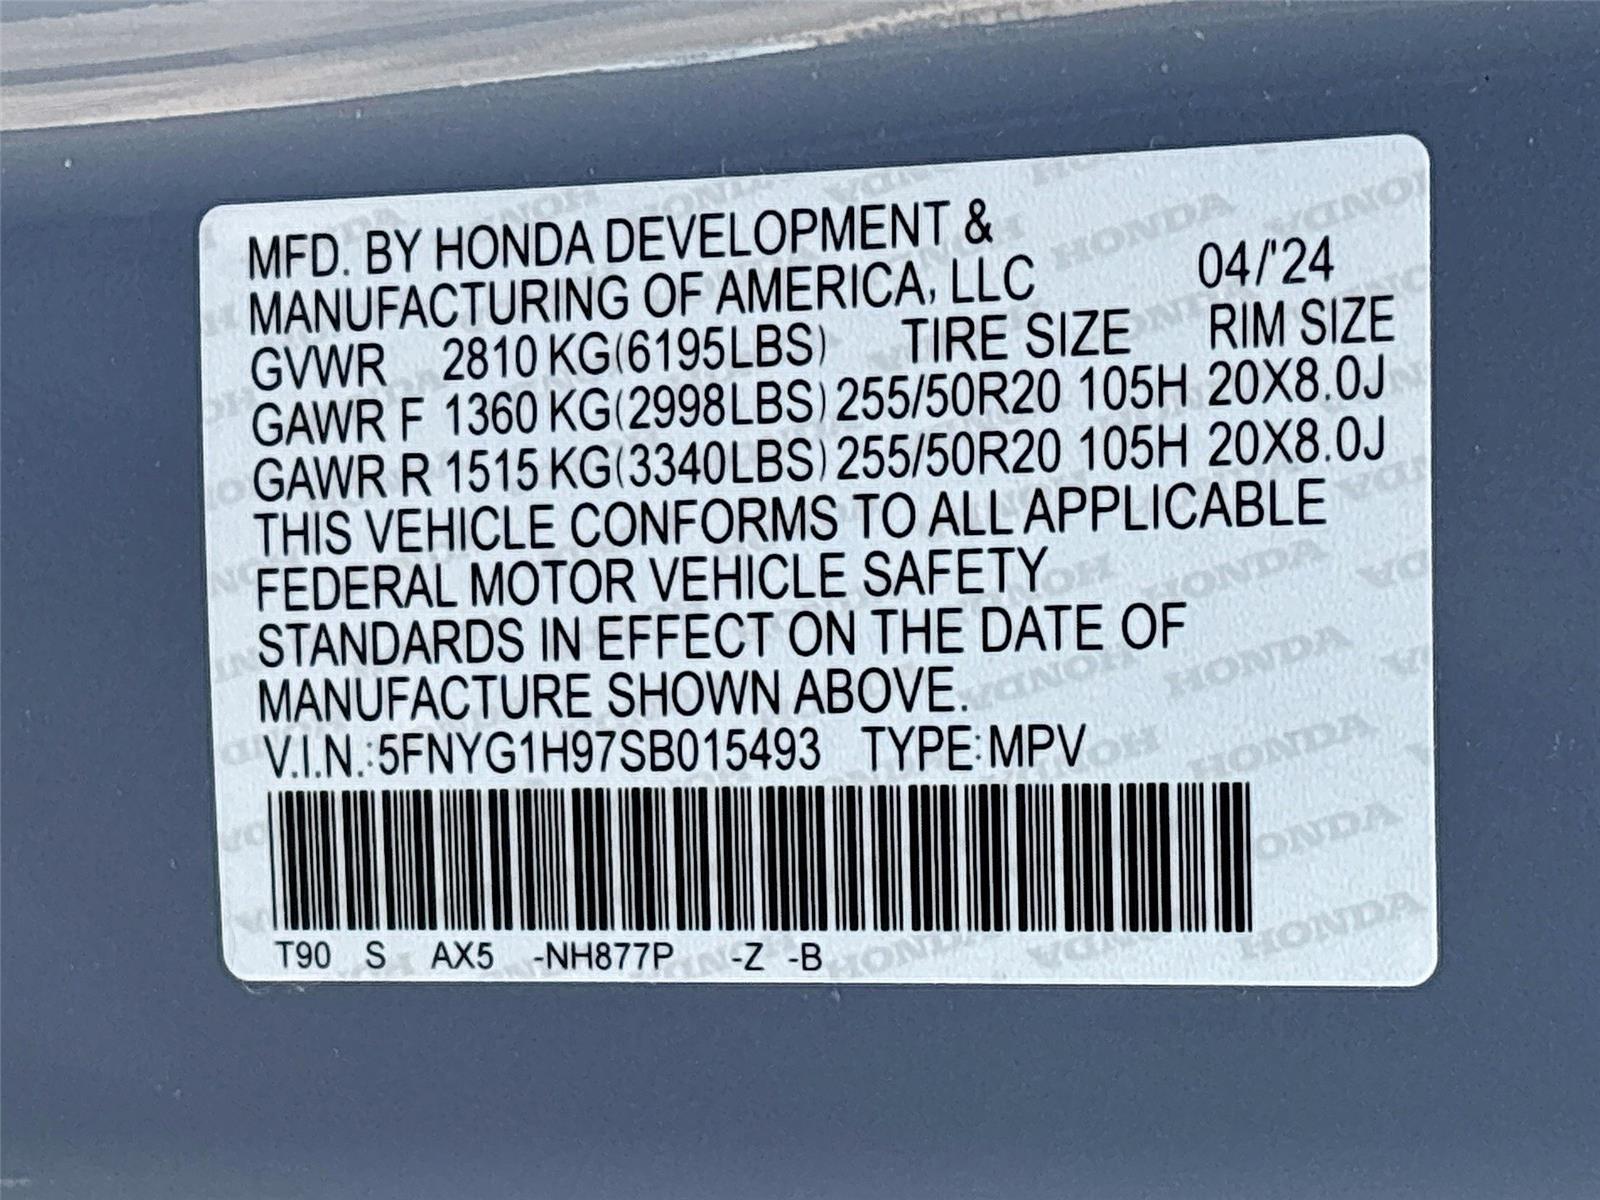 MFD. BY HONDA DEVELOPMENT &
MANUFACTURING OF AMERICA, LLC 04/'24
GVWR 2810 KG(6195LBS) TIRE SIZE RIM SIZE
GAWR F 1360 KG(2998LBS) 255/50R20 105H 20X8.0J
GAWR R 1515 KG(3340LBS) 255/50R20 105H 20X8.0J
THIS VEHICLE CONFORMS TO ALL APPLICABLE
FEDERAL MOTOR VEHICLE SAFETY
STANDARDS IN EFFECT ON THE DATE OF
MANUFACTURE SHOWN ABOVE.
V.I.N.:5FNYG1H97SB015493 TYPE:MPV
T90 S AX5 -NH877P -Z -B